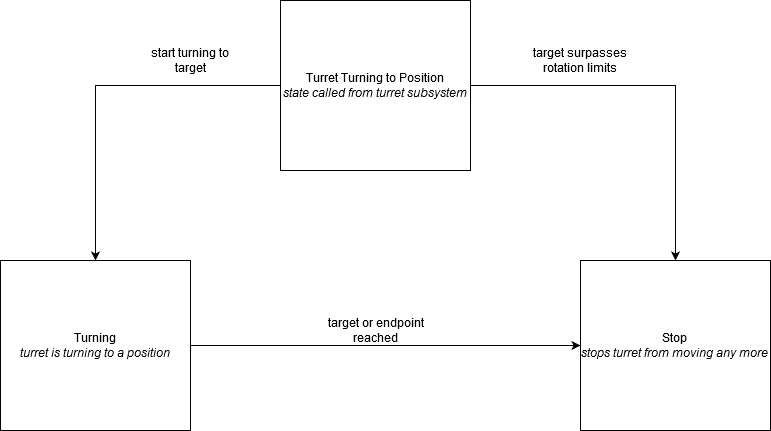 start turning to
target
Turret Turning to Position
state called from turret subsystem
target surpasses
rotation limits
Turning
turret is turning to a position
target or endpoint
reached
Stop
stops turret from moving any more